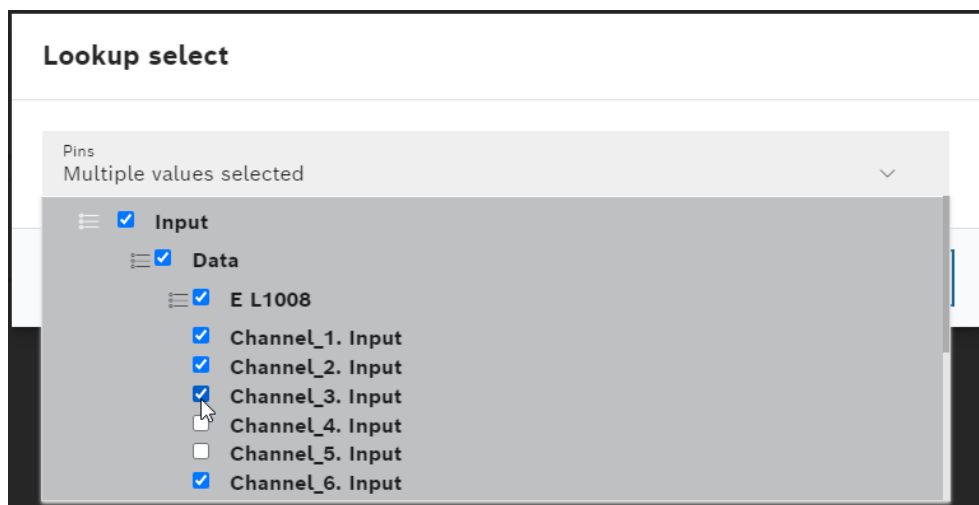 Lookup select
Pins
Multiple values selected
Input
Data
E L1008
Channel_1. Input
Channel_2. Input
Channel_3. Input
Channel_4. Input
Channel_5. Input
Channel_6. Input